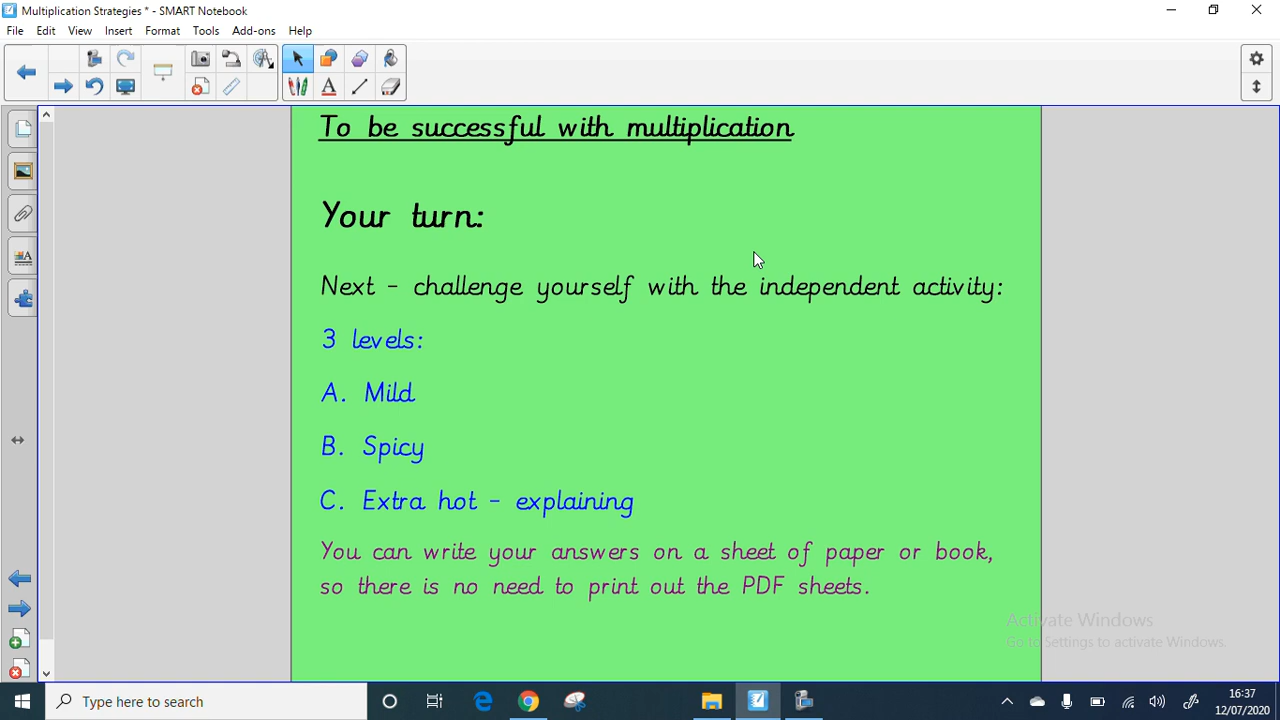 Multiplication Strategies * - SMART Notebook
File Edit View Insert Format Tools Add-ons Help
To be successful with multiplication
Your turn:
Next - challenge yourself with the independent activity:
3 levels:
A. Mild
B. Spicy
C. Extra hot - explaining
You can write your answers on a sheet of paper or book,
so there is no need to print out the PDF sheets.
Activate Windows
Go to Settings to activate Windows.
Type here to search
16:37
12/07/2020